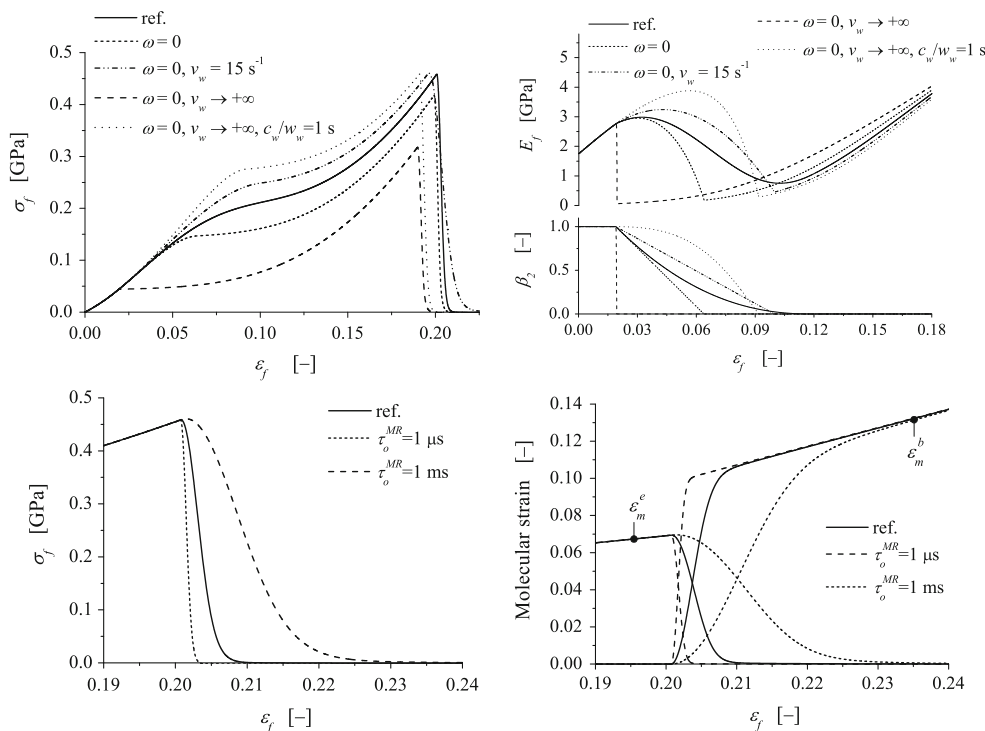 ref.
ω = 0
ω = 0, v_w = 15 s⁻¹
ω = 0, v_w → +∞
ω = 0, v_w → +∞, c_w/w_w=1 s
σ_f [GPa]
0.5
0.4
0.3
0.2
0.1
0.0
0.00 0.05 0.10 0.15 0.20
ε_f [–]
ref.
ω = 0
ω = 0, v_w = 15 s⁻¹
ω = 0, v_w → +∞
ω = 0, v_w → +∞, c_w/w_w=1 s
E_f [GPa]
5
4
3
2
1
0
β₂ [–]
1.0
0.5
0.0
0.00 0.03 0.06 0.09 0.12 0.15 0.18
ε_f [–]
σ_f [GPa]
0.5
0.4
0.3
0.2
0.1
0.0
0.19 0.20 0.21 0.22 0.23 0.24
ε_f [–]
ref.
τ_o^MR=1 μs
τ_o^MR=1 ms
Molecular strain [–]
0.14
0.12
0.10
0.08
0.06
0.04
0.02
0.00
0.19 0.20 0.21 0.22 0.23 0.24
ε_f [–]
ε_m^e
ε_m^b
ref.
τ_o^MR=1 μs
τ_o^MR=1 ms